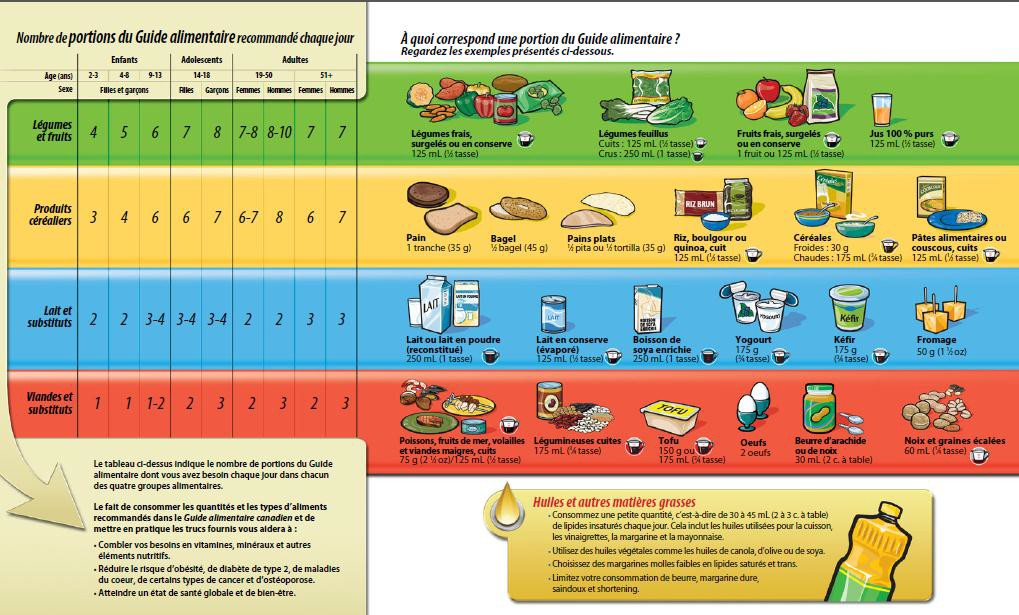 Nombre de portions du Guide alimentaire recommandé chaque jour
Enfants Adolescents Adultes
Âge (ans) 2-3 4-8 9-13 14-18 19-50 51+
Sexe Filles et garçons Filles Garçons Femmes Hommes Femmes Hommes
Légumes et fruits 4 5 6 7 8 7–8 8–10 7 7
Produits céréaliers 3 4 6 6 7 6–7 8 6 7
Lait et substituts 2 2 3–4 3–4 3–4 2 2 3 3
Viandes et substituts 1 1 1–2 2 3 2 3 2 3
Le tableau ci-dessus indique le nombre de portions du Guide
alimentaire dont vous avez besoin chaque jour dans chacun
des quatre groupes alimentaires.
Le fait de consommer les quantités et les types d’aliments
recommandés dans le Guide alimentaire canadien et de
mettre en pratique les trucs fournis vous aidera à :
• Combler vos besoins en vitamines, minéraux et autres
éléments nutritifs.
• Réduire le risque d’obésité, de diabète de type 2, de maladies
du coeur, de certains types de cancer et d’ostéoporose.
• Atteindre un état de santé globale et de bien-être.
À quoi correspond une portion du Guide alimentaire ?
Regardez les exemples présentés ci-dessous.
Légumes frais,
surgelés ou en conserve
125 mL (½ tasse)
Légumes feuillus
Cuits : 125 mL (½ tasse)
Crus : 250 mL (1 tasse)
Fruits frais, surgelés
ou en conserve
1 fruit ou 125 mL (½ tasse)
Jus 100 % purs
125 mL (½ tasse)
Pain
1 tranche (35 g)
Bagel
½ bagel (45 g)
Pains plats
½ pita ou ½ tortilla (35 g)
RIZ BRUN
Riz, boulgour ou
quinoa, cuit
125 mL (½ tasse)
Céréales
Froides : 30 g
Chaudes : 175 mL (¾ tasse)
Pâtes alimentaires ou
couscous, cuits
125 mL (½ tasse)
LAIT
Lait ou lait en poudre
(reconstitué)
250 mL (1 tasse)
LAIT
Lait en conserve
(évaporé)
125 mL (½ tasse)
BOISSON
DE SOYA
ENRICHIE
Boisson de
soya enrichie
250 mL (1 tasse)
YOGOURT
Yogourt
175 g
(¾ tasse)
Kéfir
Kéfir
175 g
(¾ tasse)
Fromage
50 g (1 ½ oz)
Poissons, fruits de mer, volailles
et viandes maigres, cuits
75 g (2 ½ oz)/125 mL (½ tasse)
Légumineuses cuites
175 mL (¾ tasse)
TOFU
Tofu
150 g ou
175 mL (¾ tasse)
Oeufs
2 oeufs
Beurre d’arachide
ou de noix
30 mL (2 c. à table)
Noix et graines écalées
60 mL (¼ tasse)
Huiles et autres matières grasses
• Consommez une petite quantité, c’est-à-dire de 30 à 45 mL (2 à 3 c. à table)
de lipides insaturés chaque jour. Cela inclut les huiles utilisées pour la cuisson,
les vinaigrettes, la margarine et la mayonnaise.
• Utilisez des huiles végétales comme les huiles de canola, d’olive ou de soya.
• Choisissez des margarines molles faibles en lipides saturés et trans.
• Limitez votre consommation de beurre, margarine dure,
saindoux et shortening.